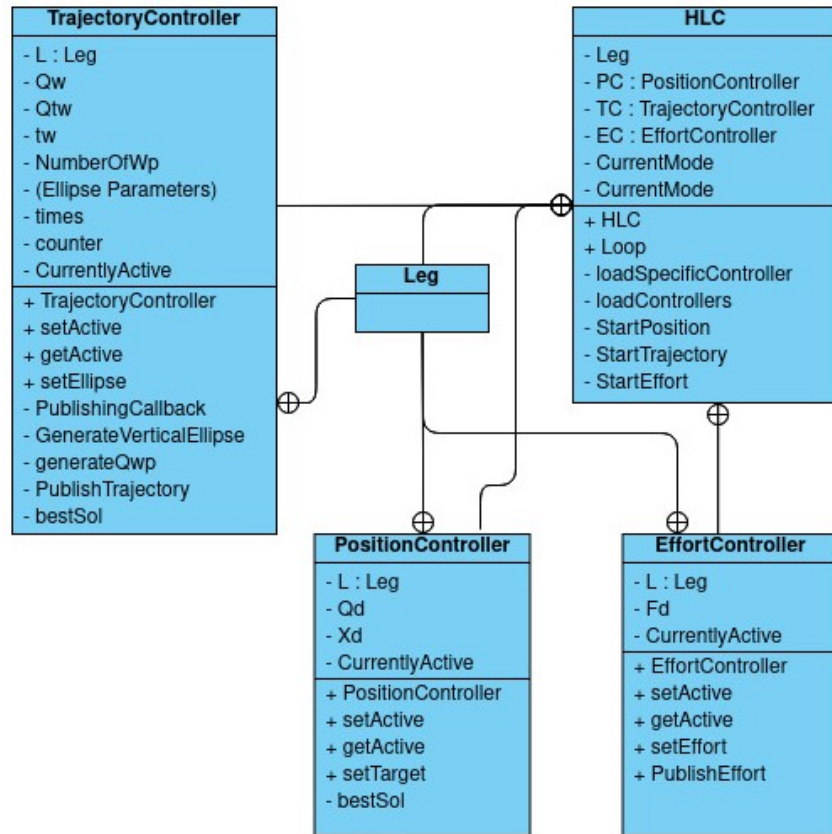 TrajectoryController
- L : Leg
- Qw
- Qtw
- tw
- NumberOfWp
- (Ellipse Parameters)
- times
- counter
- CurrentlyActive
+ TrajectoryController
+ setActive
+ getActive
+ setEllipse
- PublishingCallback
- GenerateVerticalEllipse
- generateQwp
- PublishTrajectory
- bestSol
HLC
- Leg
- PC : PositionController
- TC : TrajectoryController
- EC : EffortController
- CurrentMode
- CurrentMode
+ HLC
+ Loop
- loadSpecificController
- loadControllers
- StartPosition
- StartTrajectory
- StartEffort
Leg
PositionController
- L : Leg
- Qd
- Xd
- CurrentlyActive
+ PositionController
+ setActive
+ getActive
+ setTarget
- bestSol
EffortController
- L : Leg
- Fd
- CurrentlyActive
+ EffortController
+ setActive
+ getActive
+ setEffort
+ PublishEffort